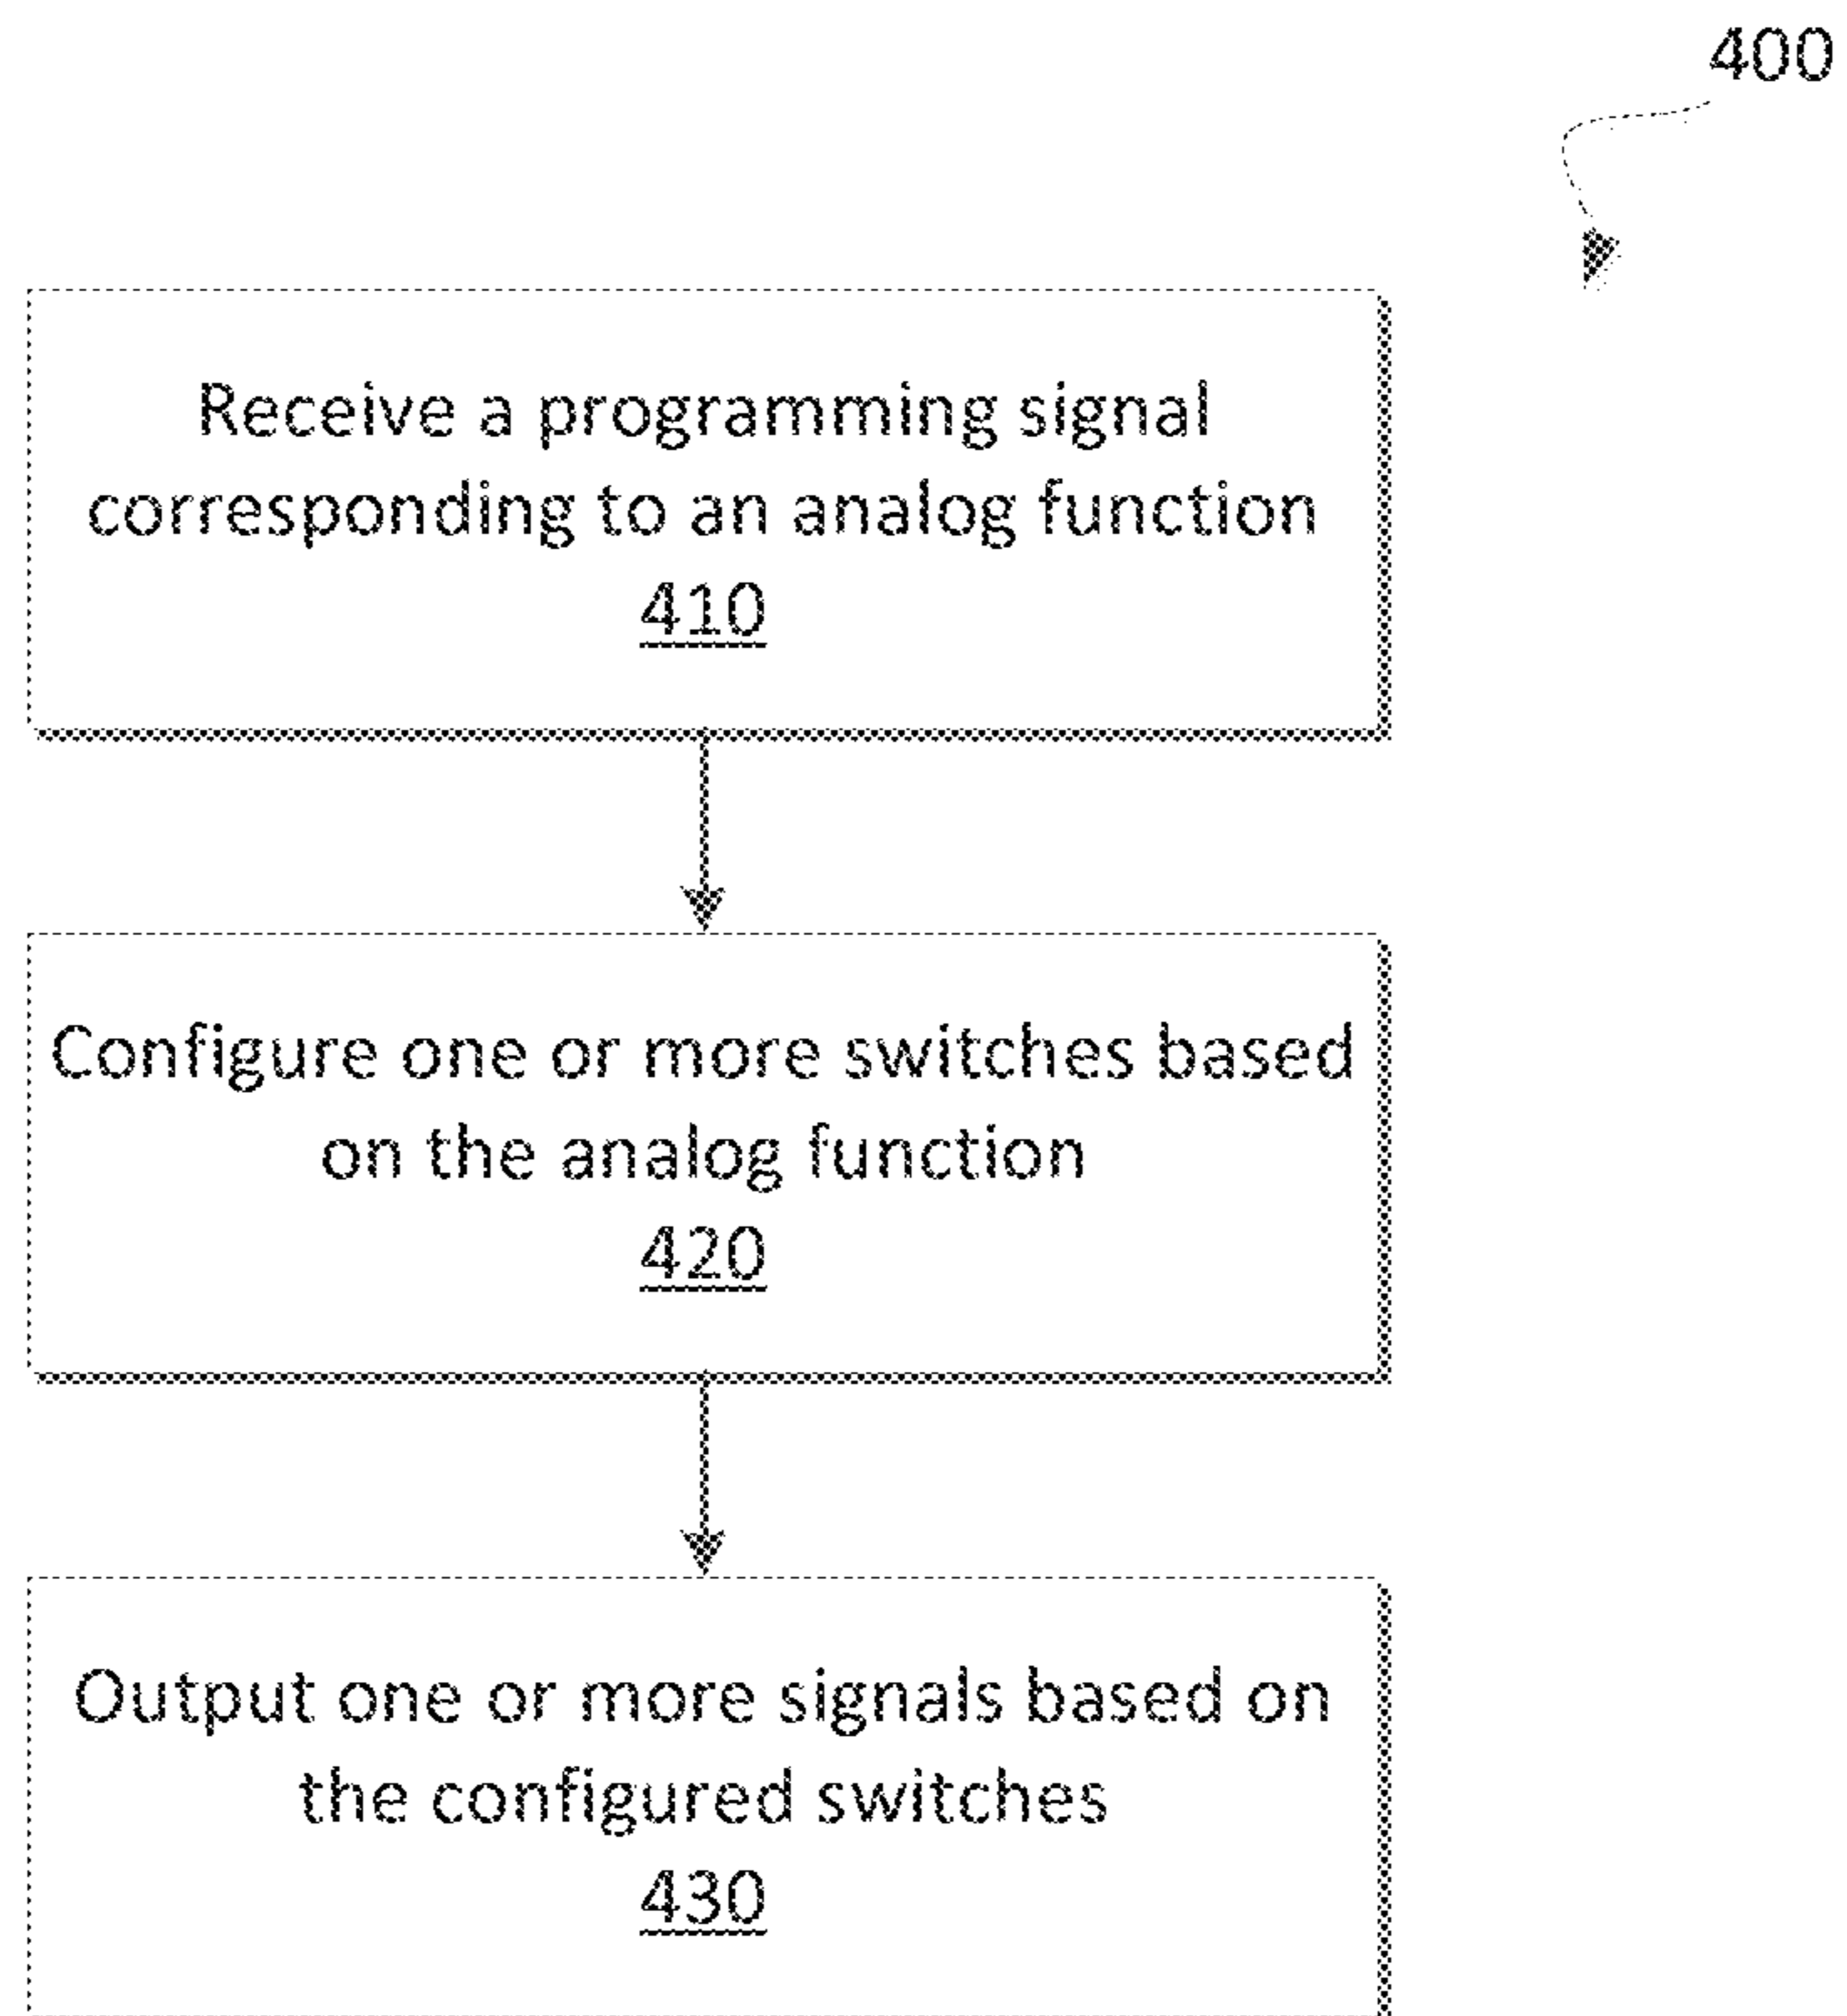 400
Receive a programming signal
corresponding to an analog function
410
Configure one or more switches based
on the analog function
420
Output one or more signals based on
the configured switches
430